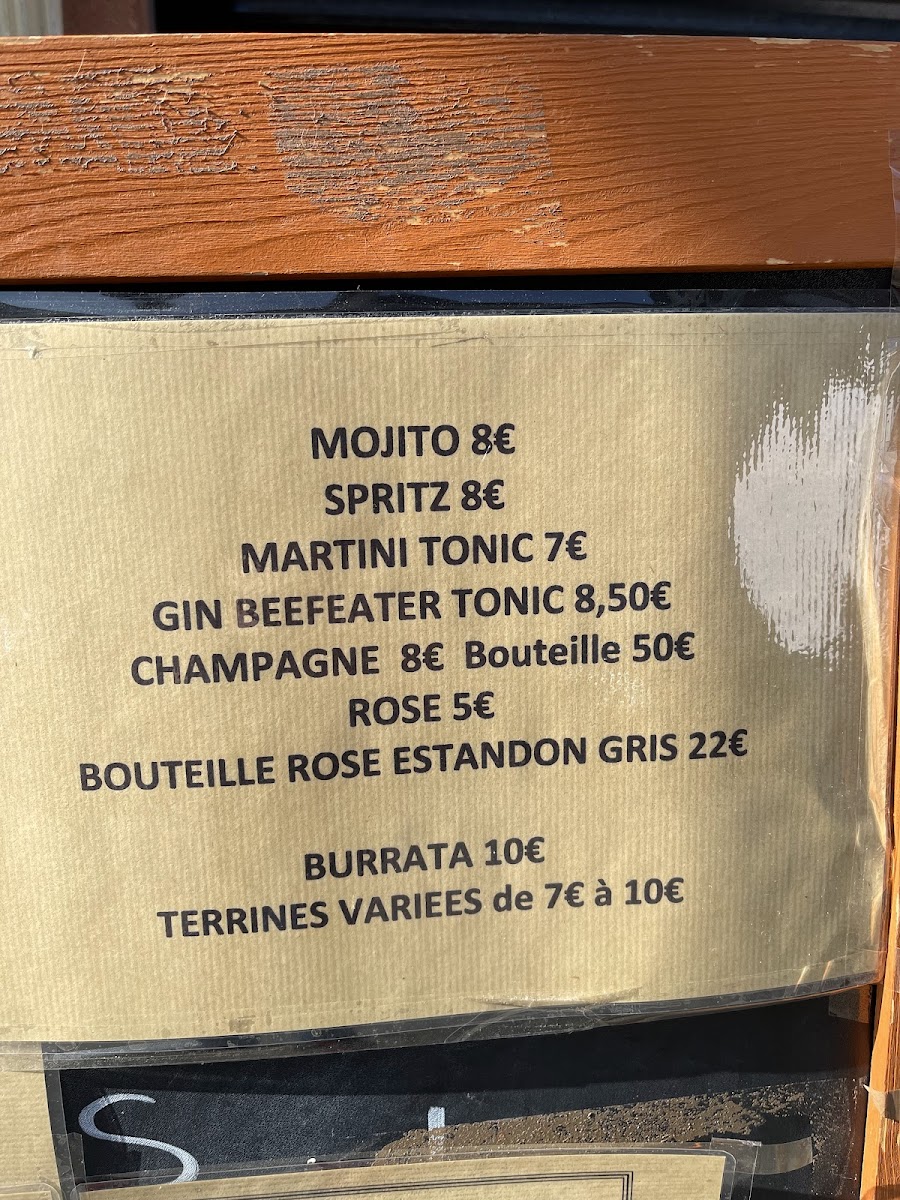 MOJITO 8€
SPRITZ 8€
MARTINI TONIC 7€
GIN BEEFEATER TONIC 8,50€
CHAMPAGNE 8€ Bouteille 50€
ROSE 5€
BOUTEILLE ROSE ESTANDON GRIS 22€
BURRATA 10€
TERRINES VARIEES de 7€ à 10€